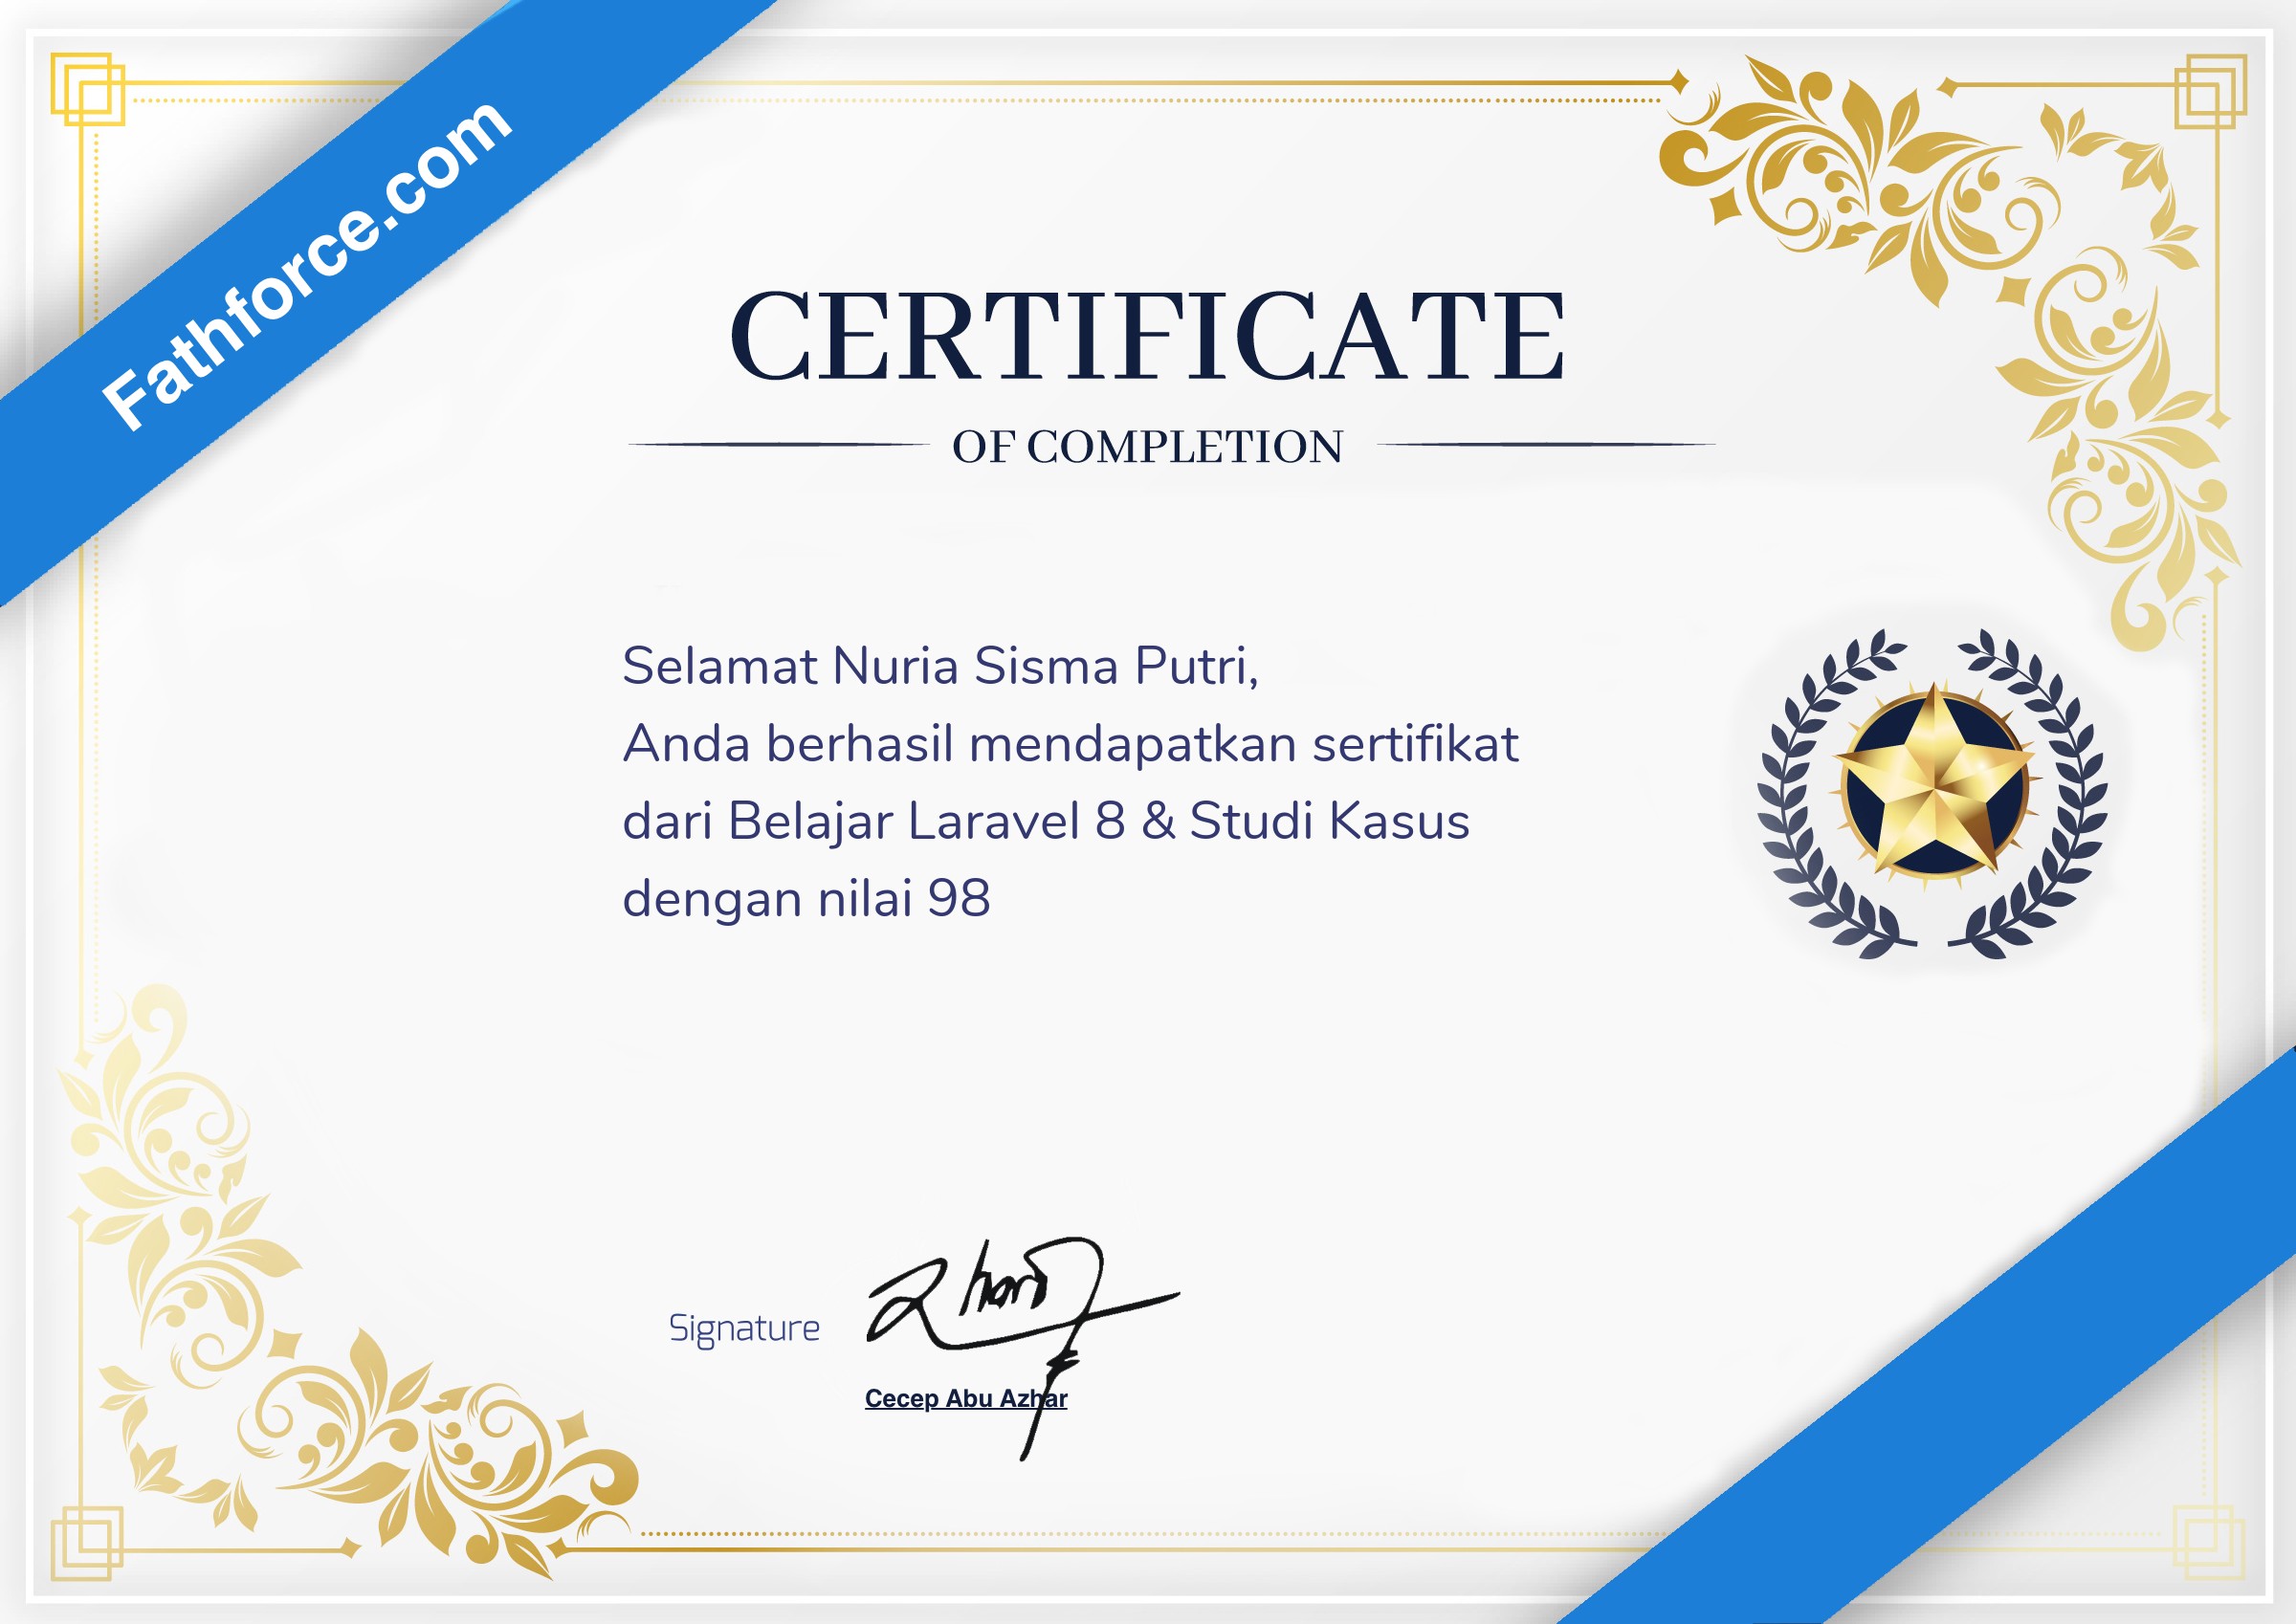 Fathforce.com
CERTIFICATE
OF COMPLETION
Selamat Nuria Sisma Putri,
Anda berhasil mendapatkan sertifikat
dari Belajar Laravel 8 & Studi Kasus
dengan nilai 98
Signature
Cecep Abu Azhar